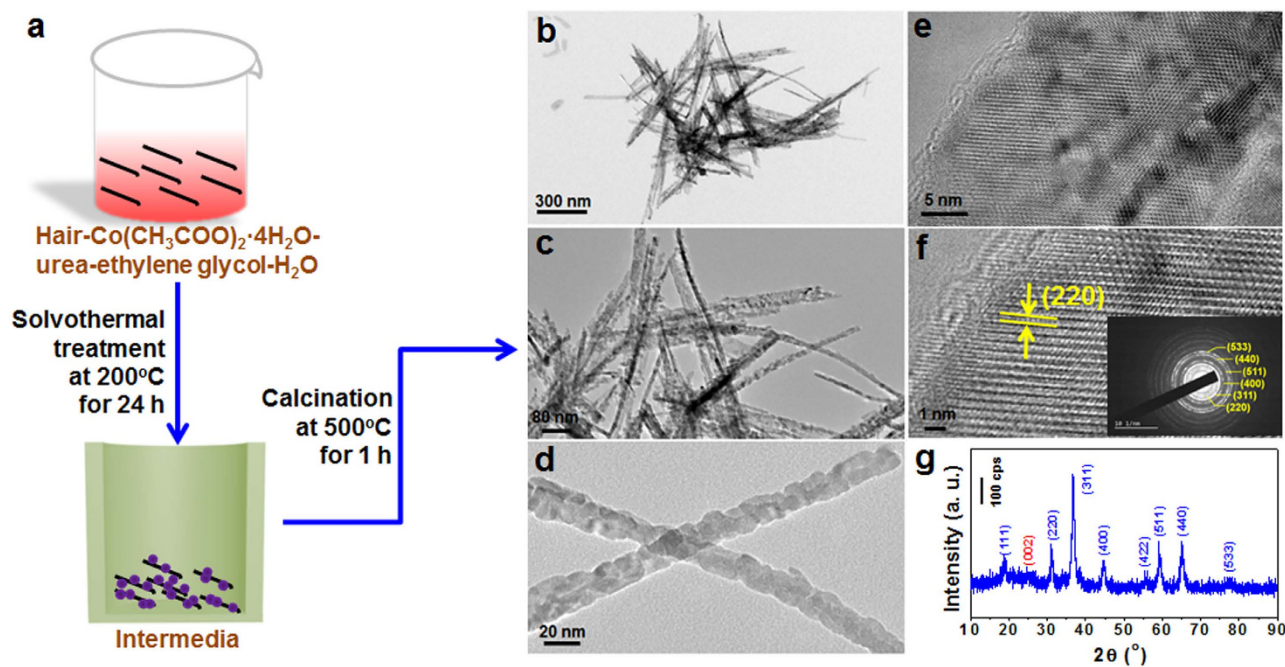 a
Hair-Co(CH₃COO)₂·4H₂O-
urea-ethylene glycol-H₂O
Solvothermal
treatment
at 200°C
for 24 h
Calcination
at 500°C
for 1 h
Intermedia
b
300 nm
c
80 nm
d
20 nm
e
5 nm
f
(220)
1 nm
(533)
(440)
(511)
(400)
(311)
(220)
10 1/nm
g
100 cps
Intensity (a. u.)
(111)
(002)
(220)
(311)
(400)
(422)
(511)
(440)
(533)
10 20 30 40 50 60 70 80 90
2θ (°)